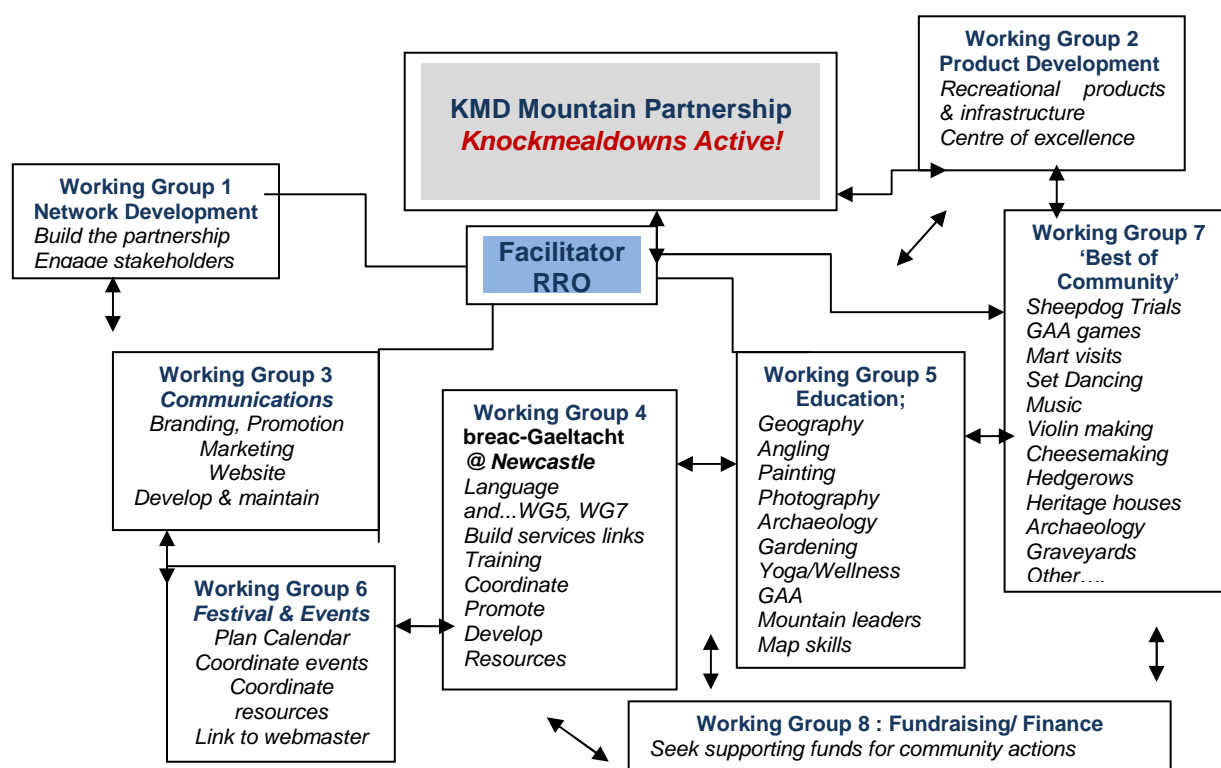 KMD Mountain Partnership
Knockmealdowns Active!
Working Group 2
Product Development
Recreational products
& infrastructure
Centre of excellence
Working Group 1
Network Development
Build the partnership
Engage stakeholders
Facilitator
RRO
Working Group 7
‘Best of
Community’
Sheepdog Trials
GAA games
Mart visits
Set Dancing
Music
Violin making
Cheesemaking
Hedgerows
Heritage houses
Archaeology
Graveyards
Other….
Working Group 3
Communications
Branding, Promotion
Marketing
Website
Develop & maintain
Working Group 4
breac-Gaeltacht
@ Newcastle
Language
and...WG5, WG7
Build services links
Training
Coordinate
Promote
Develop
Resources
Working Group 5
Education;
Geography
Angling
Painting
Photography
Archaeology
Gardening
Yoga/Wellness
GAA
Mountain leaders
Map skills
Working Group 6
Festival & Events
Plan Calendar
Coordinate events
Coordinate
resources
Link to webmaster
Working Group 8 : Fundraising/ Finance
Seek supporting funds for community actions